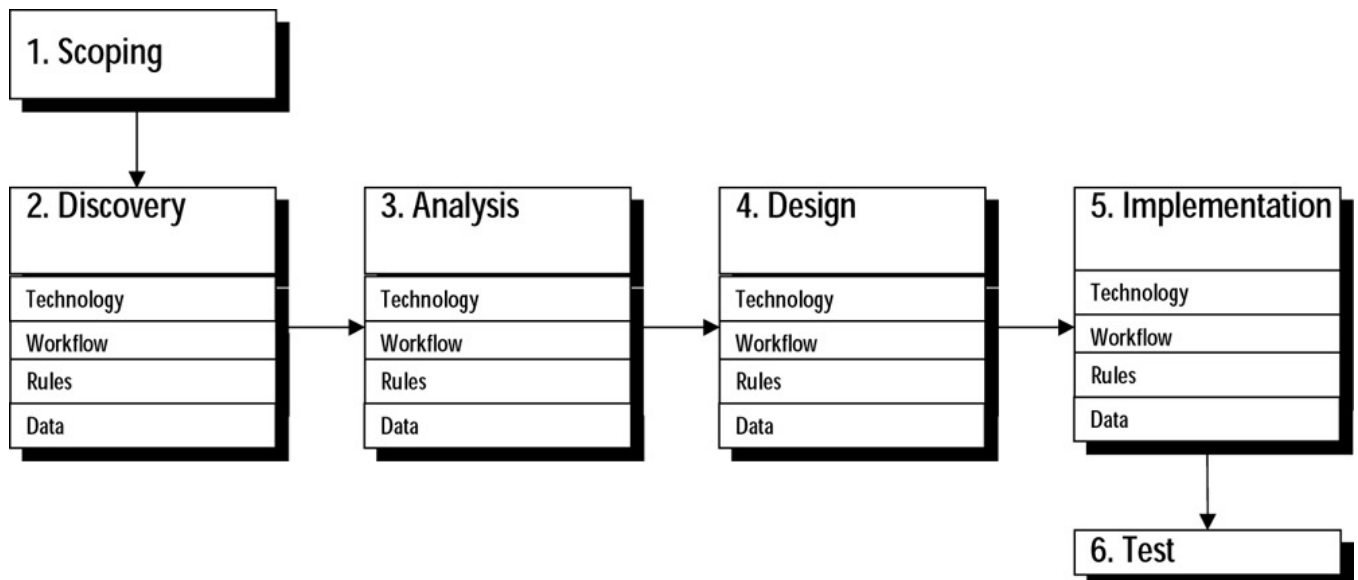 1. Scoping
2. Discovery
Technology
Workflow
Rules
Data
3. Analysis
Technology
Workflow
Rules
Data
4. Design
Technology
Workflow
Rules
Data
5. Implementation
Technology
Workflow
Rules
Data
6. Test